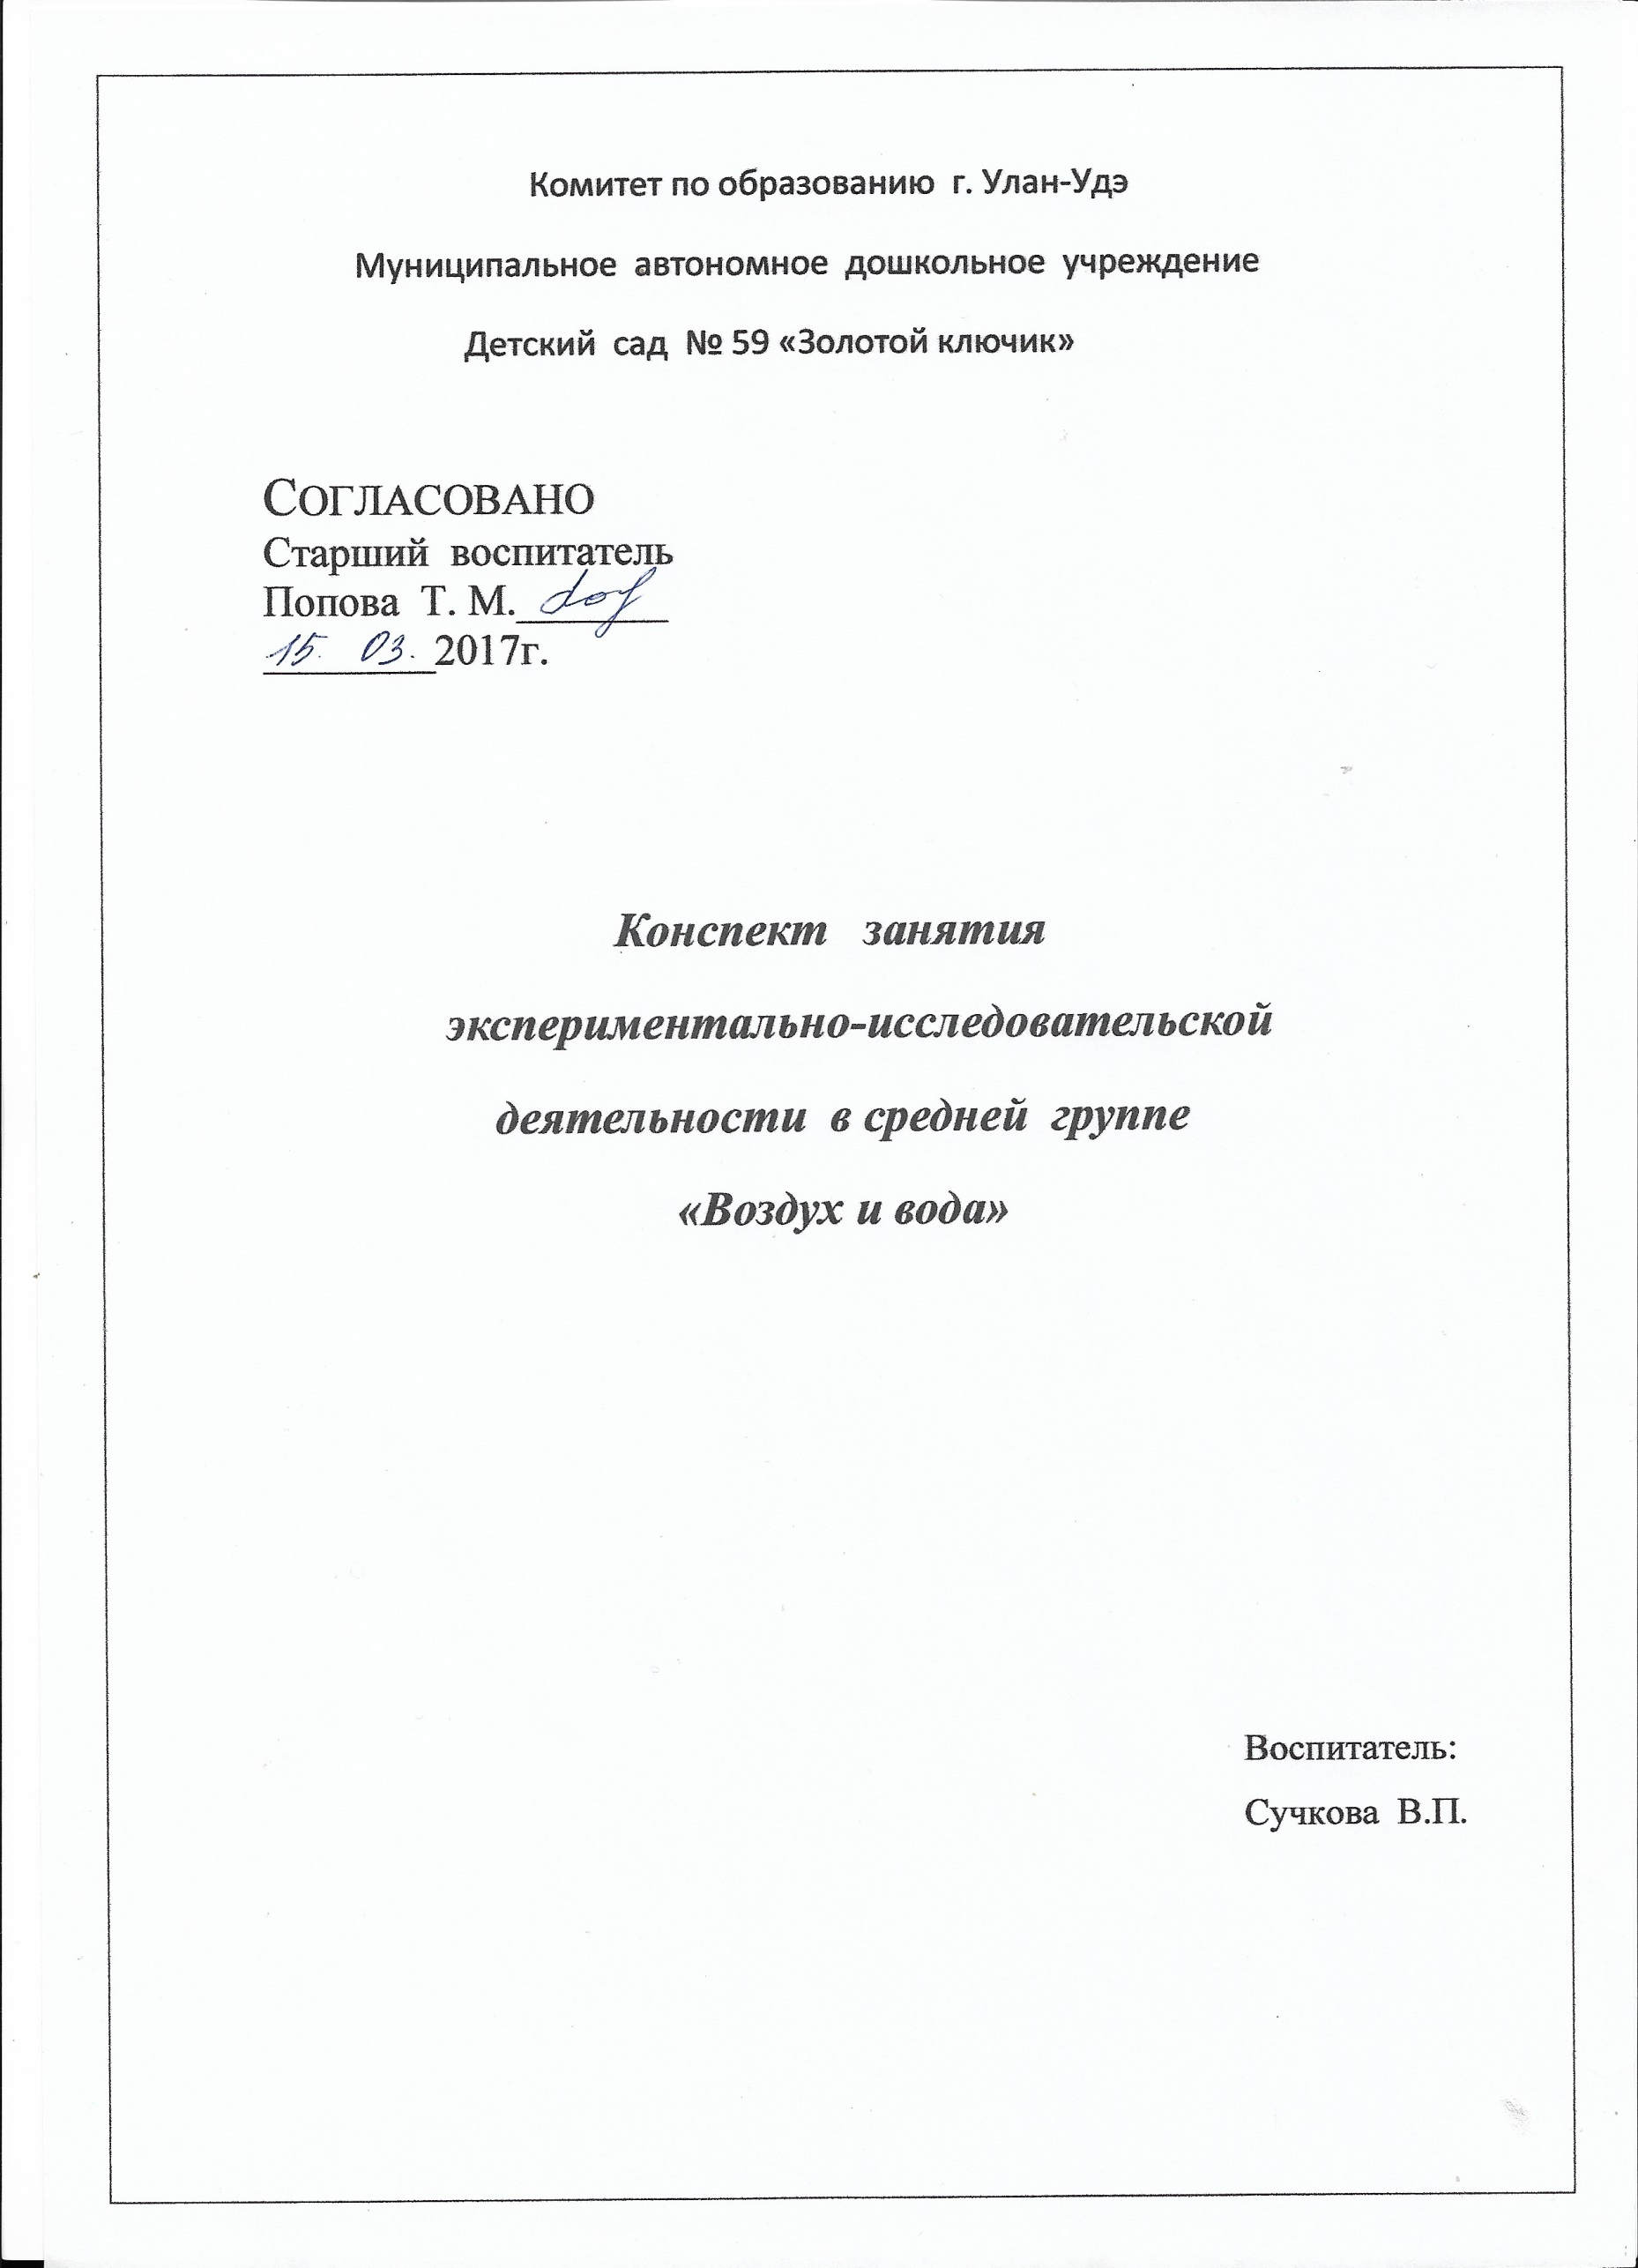 Комитет по образованию г. Улан-Удэ
Муниципальное автономное дошкольное учреждение
Детский сад № 59 «Золотой ключик»
СОГЛАСОВАНО
Старший воспитатель
Попова Т. М.
15. 03. 2017г.
Конспект занятия
экспериментально-исследовательской
деятельности в средней группе
«Воздух и вода»
Воспитатель:
Сучкова В.П.